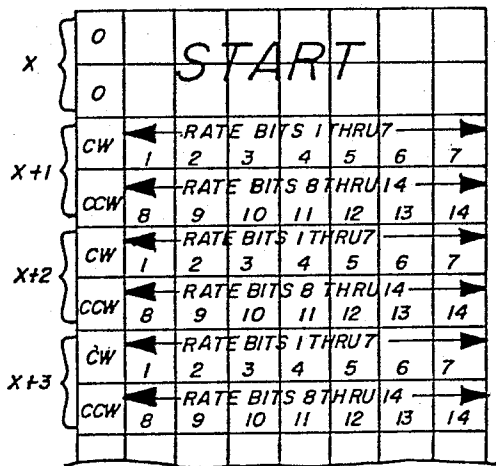 O
X START
O
RATE BITS 1 THRU 7
CW 1 2 3 4 5 6 7
X+1
RATE BITS 8 THRU 14
CCW 8 9 10 11 12 13 14
RATE BITS 1 THRU 7
CW 1 2 3 4 5 6 7
X+2
RATE BITS 8 THRU 14
CCW 8 9 10 11 12 13 14
RATE BITS 1 THRU 7
CW 1 2 3 4 5 6 7
X+3
RATE BITS 8 THRU 14
CCW 8 9 10 11 12 13 14